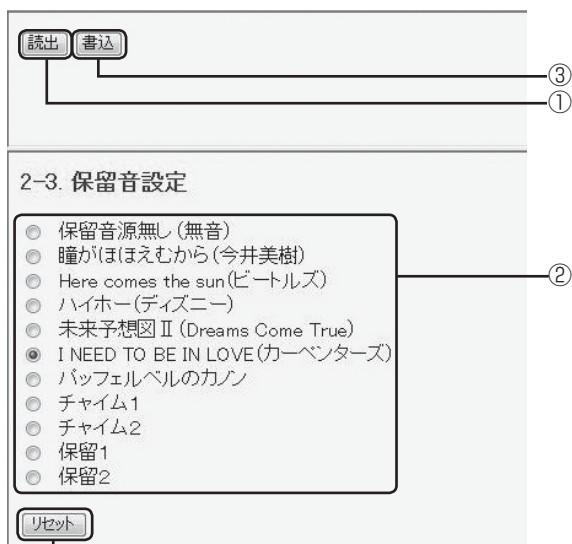 読出 書込
③
①
2-3. 保留音設定
保留音源無し(無音)
瞳がほほえむから(今井美樹)
Here comes the sun(ビートルズ)
ハイホー(ディズニー)
未来予想図Ⅱ(Dreams Come True)
I NEED TO BE IN LOVE(カーペンターズ)
パッフェルベルのカノン
チャイム1
チャイム2
保留1
保留2
②
リセット